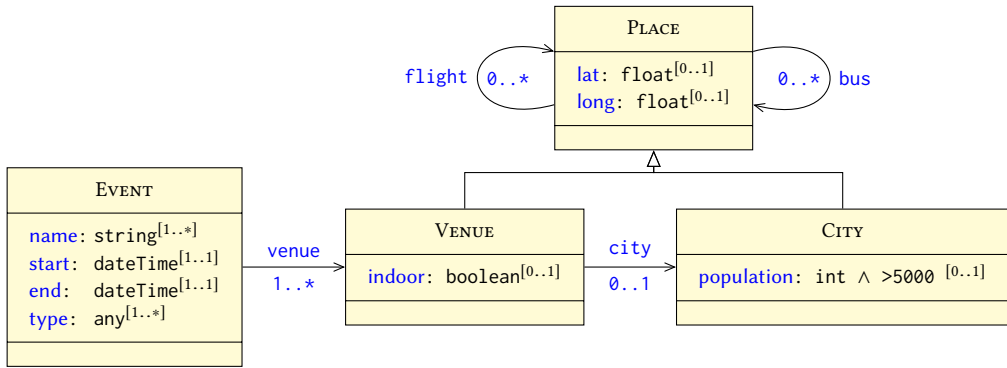 PLACE
flight 0..*
lat: float[0..1]
long: float[0..1]
0..* bus
EVENT
name: string[1..*]
start: dateTime[1..1]
end: dateTime[1..1]
type: any[1..*]
venue
1..*
VENUE
indoor: boolean[0..1]
city
0..1
CITY
population: int ∧ >5000 [0..1]